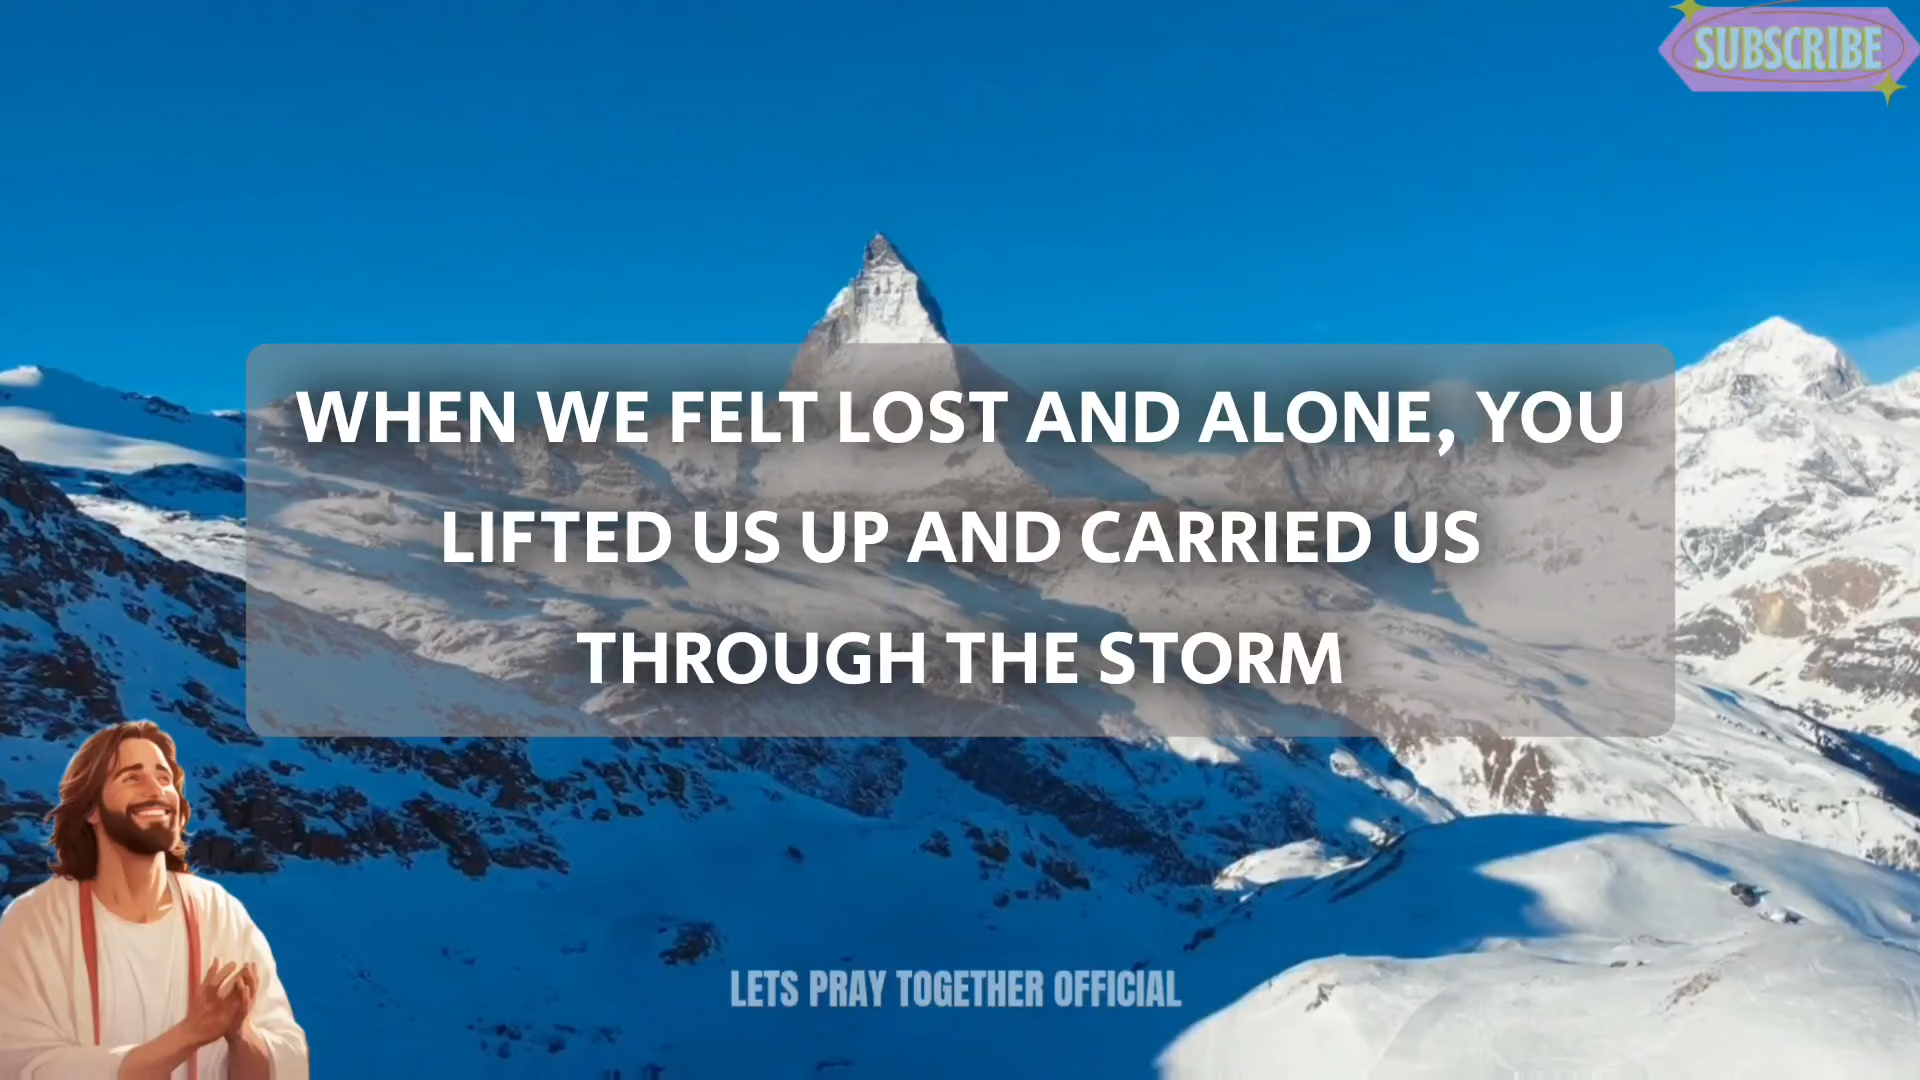 SUBSCRIBE
WHEN WE FELT LOST AND ALONE, YOU
LIFTED US UP AND CARRIED US
THROUGH THE STORM
LETS PRAY TOGETHER OFFICIAL